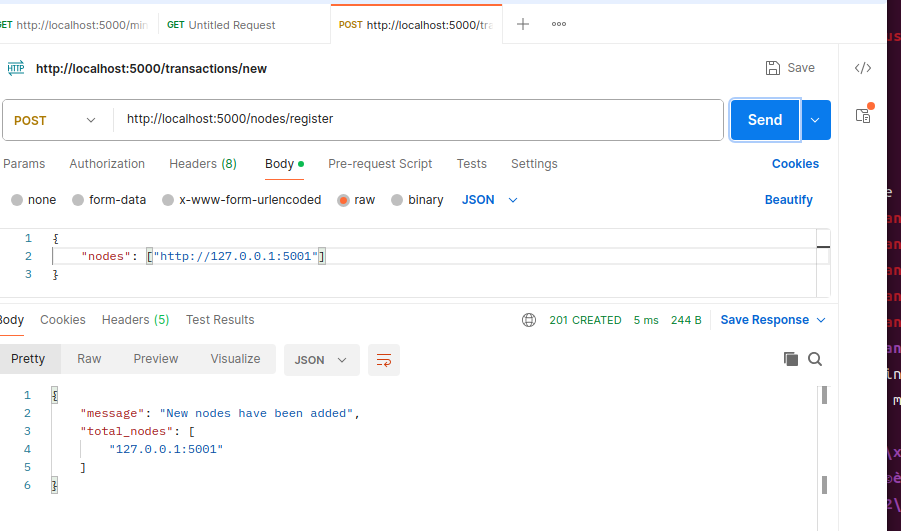 GET http://localhost:5000/min GET Untitled Request POST http://localhost:5000/tra
HTTP http://localhost:5000/transactions/new Save
POST http://localhost:5000/nodes/register Send
Params Authorization Headers (8) Body Pre-request Script Tests Settings Cookies
none form-data x-www-form-urlencoded raw binary JSON Beautify
1 {
2 "nodes": ["http://127.0.0.1:5001"]
3 }
Body Cookies Headers (5) Test Results 201 CREATED 5 ms 244 B Save Response
Pretty Raw Preview Visualize JSON
1 {
2 "message": "New nodes have been added",
3 "total_nodes": [
4 "127.0.0.1:5001"
5 ]
6 }